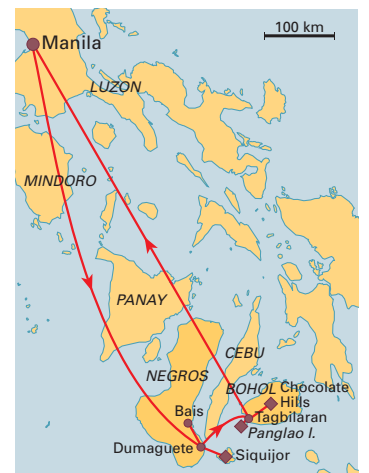 100 km
Manila
LUZON
MINDORO
PANAY
CEBU
NEGROS
BOHOL
Chocolate
Hills
Bais
Tagbilaran
Panglao I.
Dumaguete
Siquijor